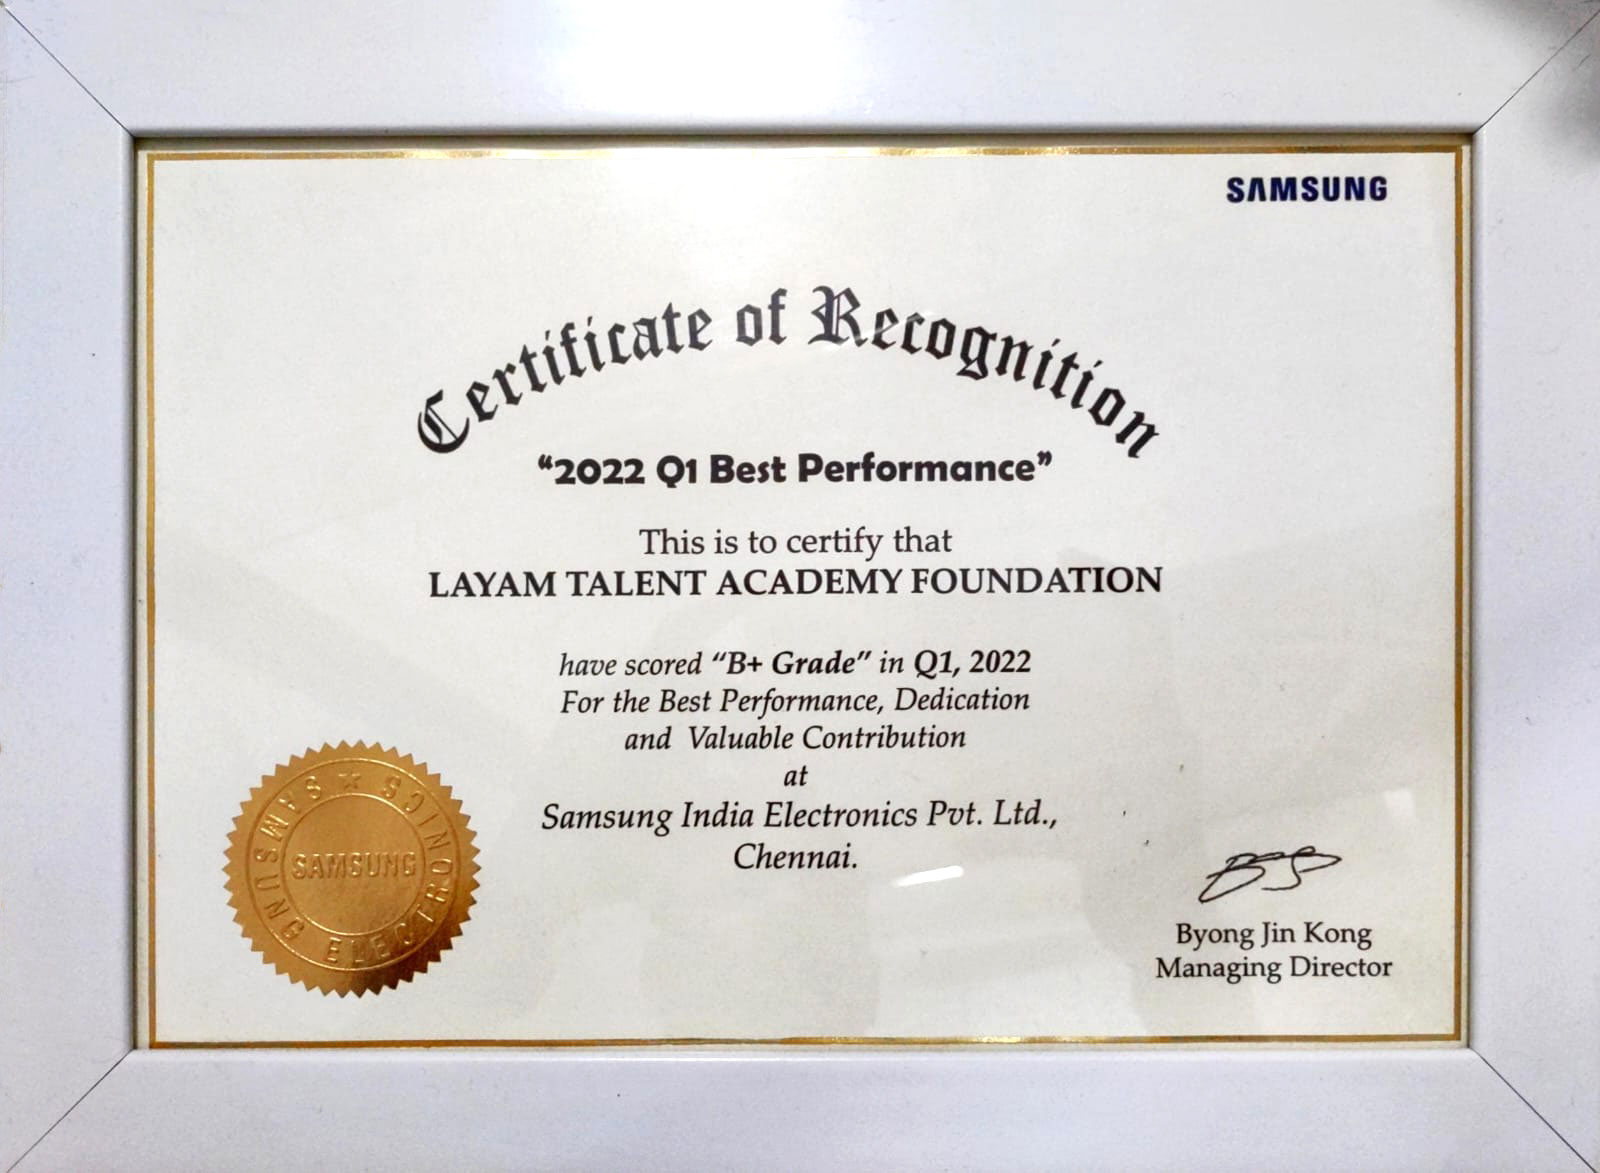 SAMSUNG
Certificate of Recognition
“2022 Q1 Best Performance”
This is to certify that
LAYAM TALENT ACADEMY FOUNDATION
have scored “B+ Grade” in Q1, 2022
For the Best Performance, Dedication
and Valuable Contribution
at
Samsung India Electronics Pvt. Ltd.,
Chennai.
SAMSUNG ELECTRONICS
SAMSUNG
Byong Jin Kong
Managing Director